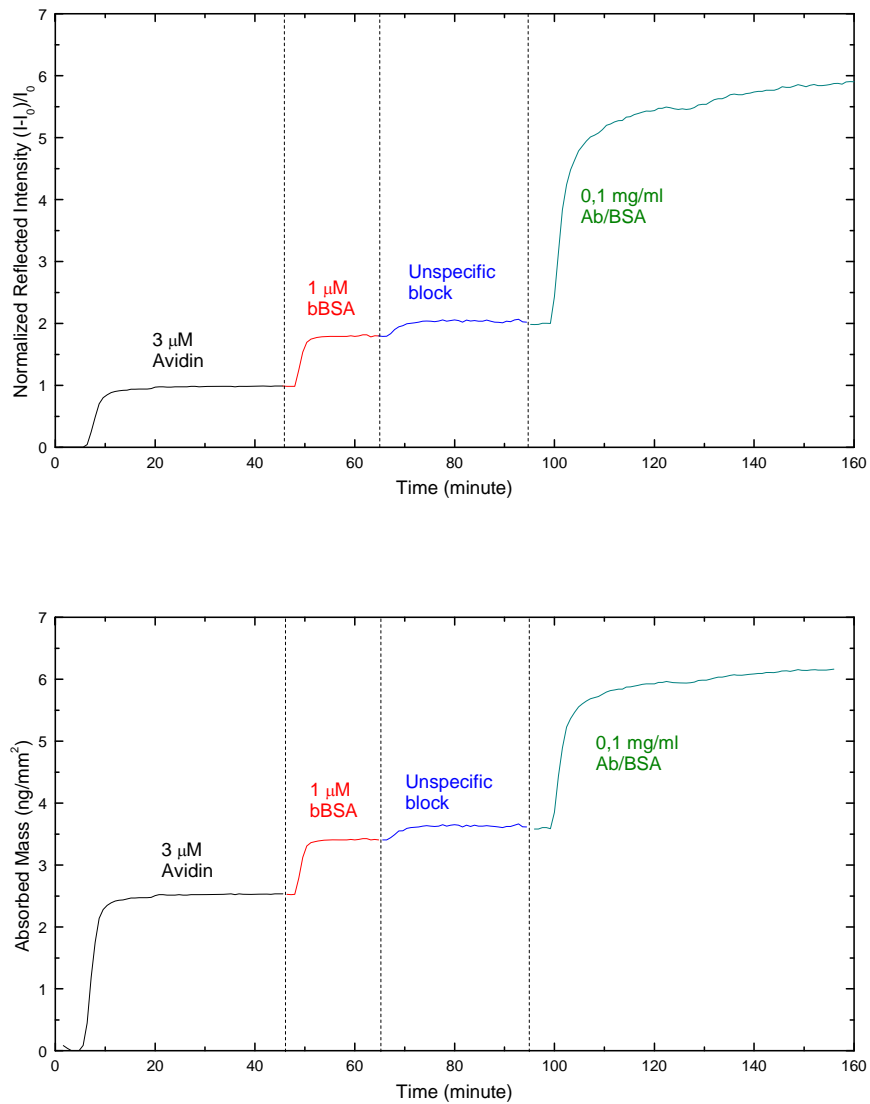 7
6
5
4
3
2
1
0
Normalized Reflected Intensity (I-I₀)/I₀
0,1 mg/ml
Ab/BSA
Unspecific
block
1 μM
bBSA
3 μM
Avidin
0 20 40 60 80 100 120 140 160
Time (minute)
7
6
5
4
3
2
1
0
Absorbed Mass (ng/mm²)
0,1 mg/ml
Ab/BSA
Unspecific
block
1 μM
bBSA
3 μM
Avidin
0 20 40 60 80 100 120 140 160
Time (minute)